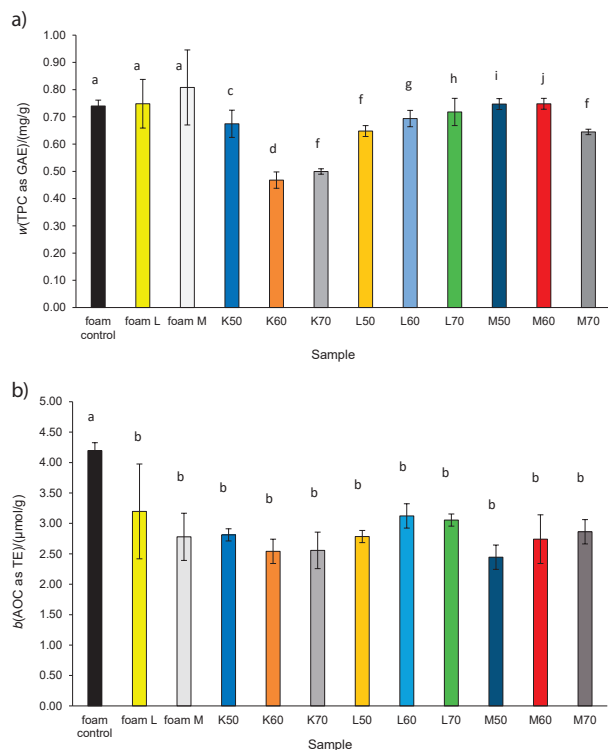 a)
w(TPC as GAE)/(mg/g)
1.00
0.90
0.80
0.70
0.60
0.50
0.40
0.30
0.20
0.10
0.00
a a a c d f f g h i j f
foam control foam L foam M K50 K60 K70 L50 L60 L70 M50 M60 M70
Sample
b)
b(AOC as TE)/(μmol/g)
5.00
4.50
4.00
3.50
3.00
2.50
2.00
1.50
1.00
0.50
0.00
a b b b b b b b b b b b
foam control foam L foam M K50 K60 K70 L50 L60 L70 M50 M60 M70
Sample